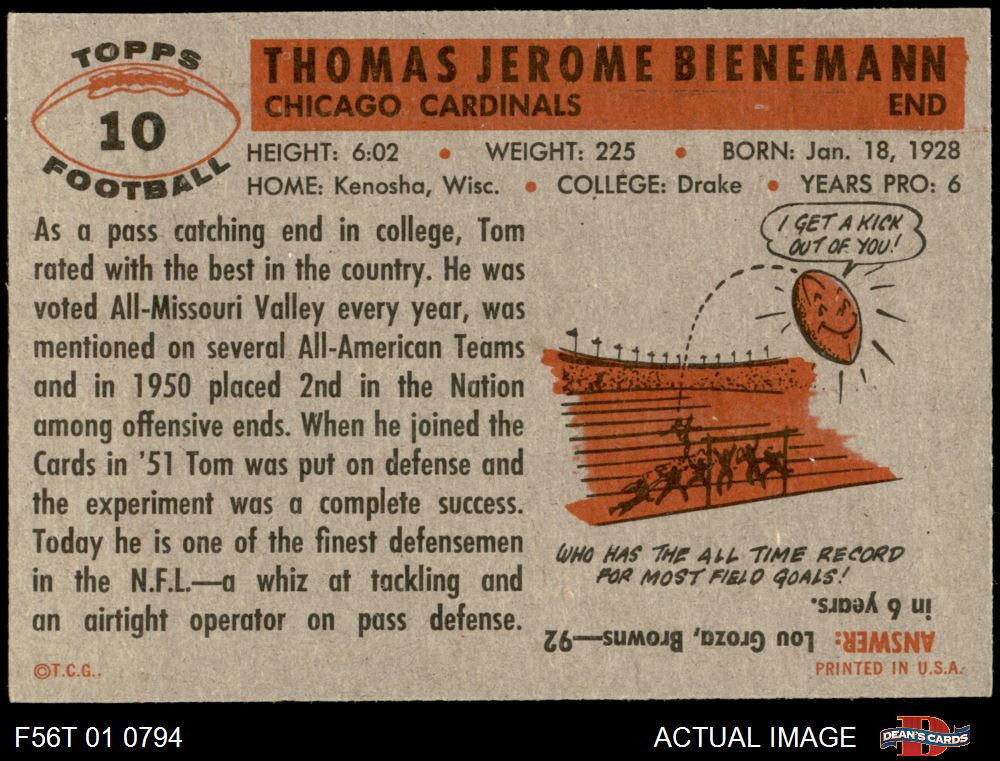 TOPPS
10
FOOTBALL
THOMAS JEROME BIENEMANN
CHICAGO CARDINALS END
HEIGHT: 6:02 • WEIGHT: 225 • BORN: Jan. 18, 1928
HOME: Kenosha, Wisc. • COLLEGE: Drake • YEARS PRO: 6
As a pass catching end in college, Tom
rated with the best in the country. He was
voted All-Missouri Valley every year, was
mentioned on several All-American Teams
and in 1950 placed 2nd in the Nation
among offensive ends. When he joined the
Cards in '51 Tom was put on defense and
the experiment was a complete success.
Today he is one of the finest defensemen
in the N.F.L.—a whiz at tackling and
an airtight operator on pass defense.
©T.C.G..
I GET A KICK
OUT OF YOU!
WHO HAS THE ALL TIME RECORD
FOR MOST FIELD GOALS!
ANSWER: Lou Groza, Browns—92
in 6 years.
PRINTED IN U.S.A.
F56T 01 0794
ACTUAL IMAGE
D
DEAN'S CARDS